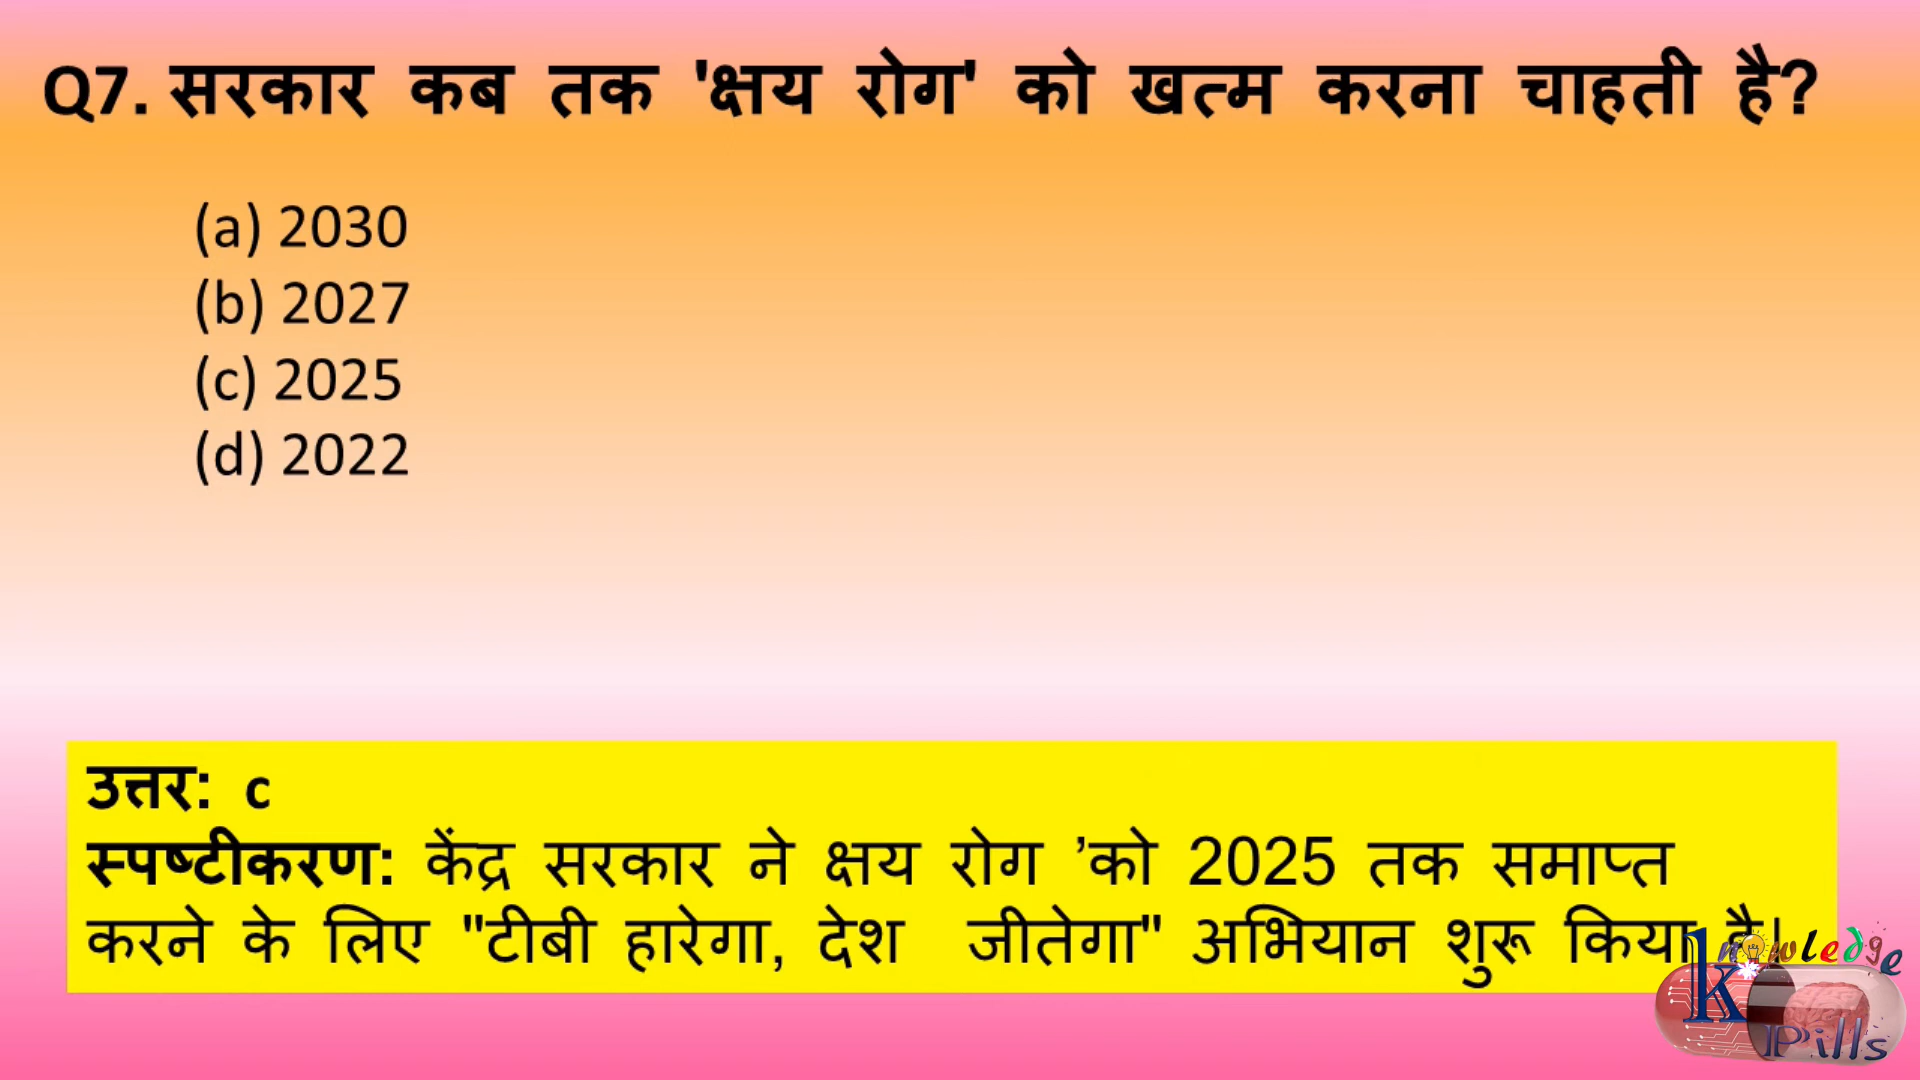 Q7. सरकार कब तक 'क्षय रोग' को खत्म करना चाहती है?
(a) 2030
(b) 2027
(c) 2025
(d) 2022
उत्तर: c
स्पष्टीकरण: केंद्र सरकार ने क्षय रोग ’को 2025 तक समाप्त
करने के लिए "टीबी हारेगा, देश जीतेगा" अभियान शुरू किया है।
Knowledge
Pills